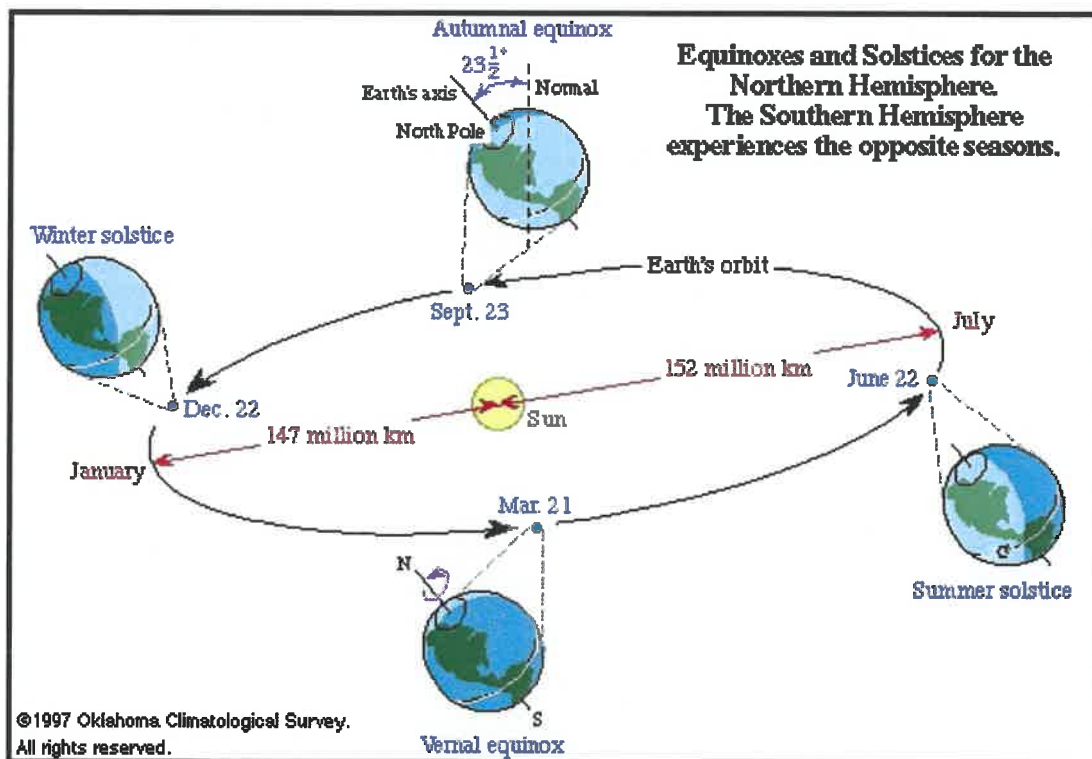 Autumnal equinox
23 1/2°
Normal
Earth's axis
North Pole
Equinoxes and Solstices for the
Northern Hemisphere.
The Southern Hemisphere
experiences the opposite seasons.
Winter solstice
Earth's orbit
Sept. 23
July
152 million km
June 22
Dec. 22
Sun
147 million km
January
Mar. 21
N
C
Summer solstice
S
©1997 Oklahoma Climatological Survey.
All rights reserved.
Vernal equinox